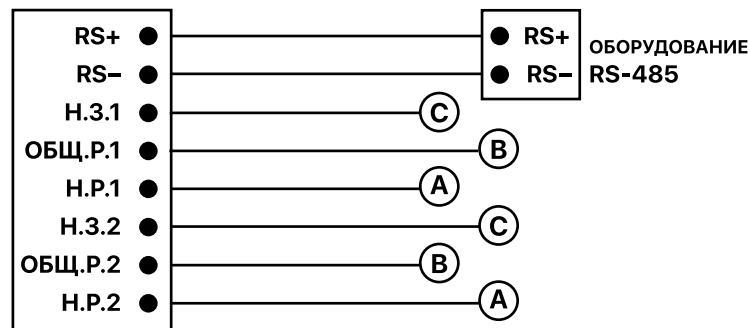 RS+
RS–
Н.З.1
ОБЩ.Р.1
Н.Р.1
Н.З.2
ОБЩ.Р.2
Н.Р.2
RS+
RS–
ОБОРУДОВАНИЕ
RS-485
C
B
A
C
B
A